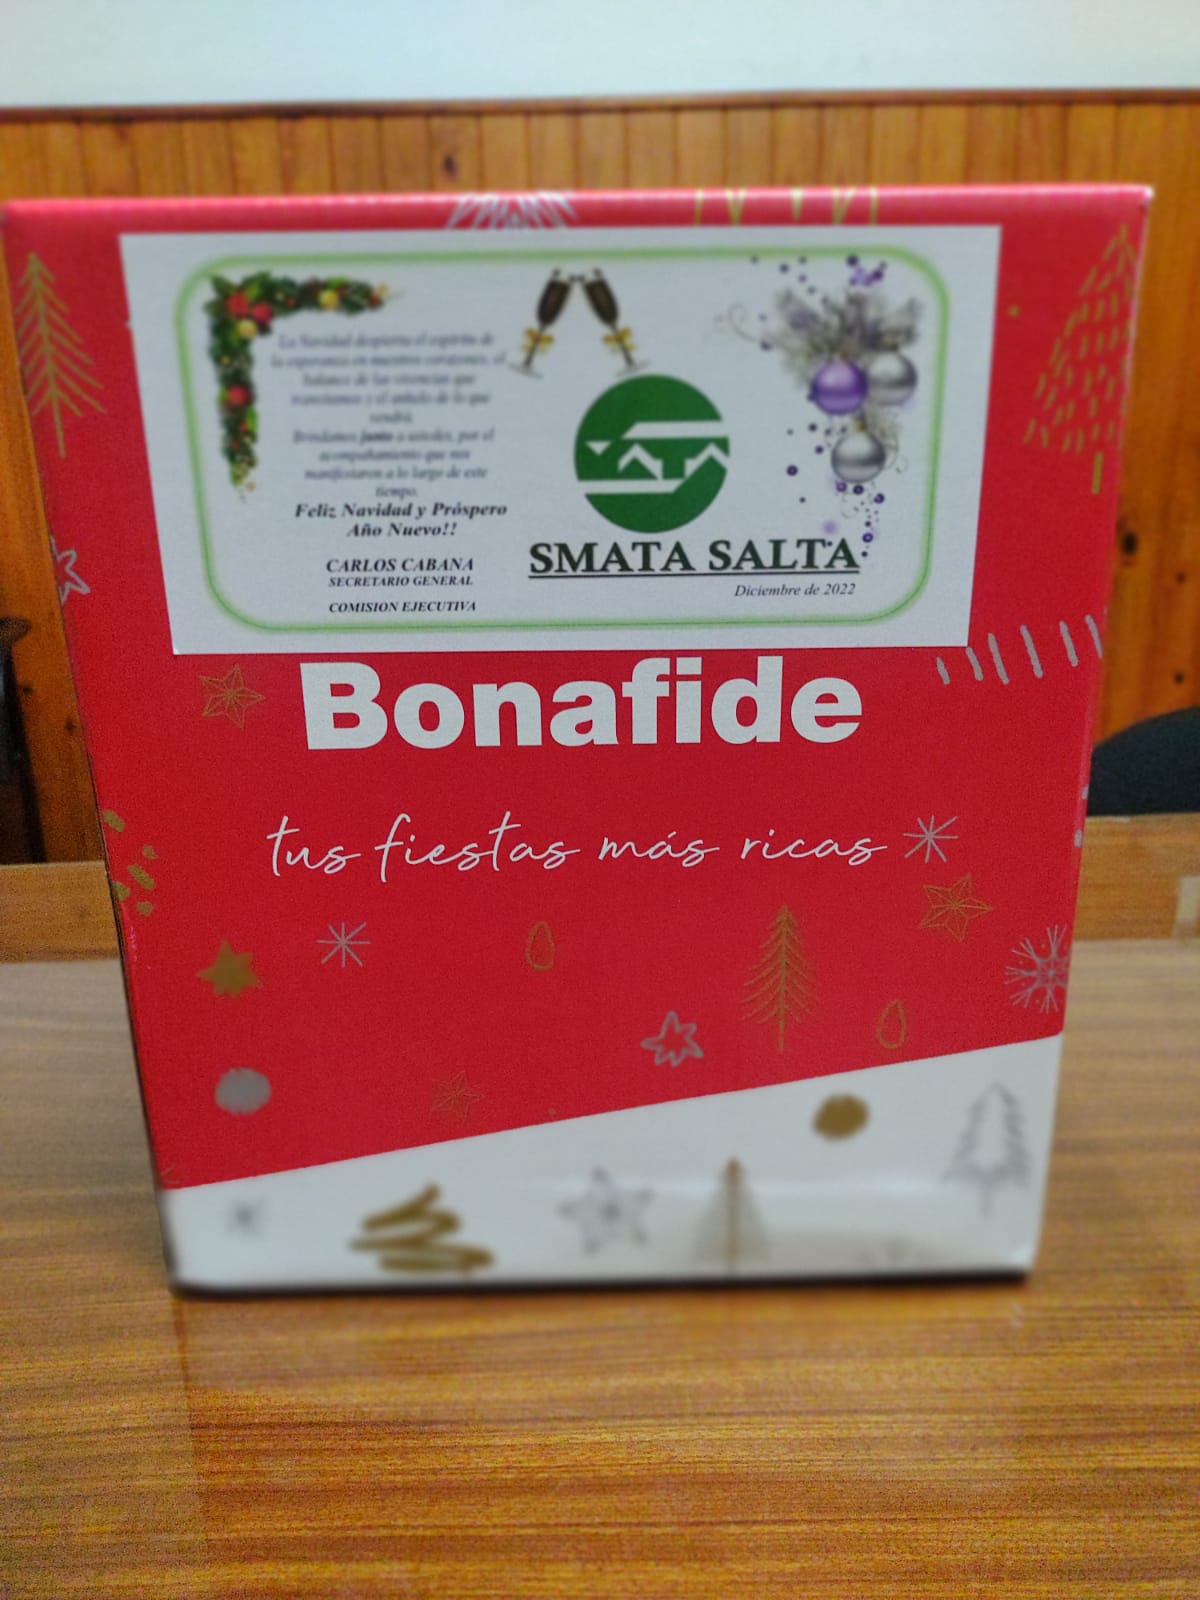 La Navidad despierta el espíritu de
la esperanza en nuestros corazones, el
balance de las vivencias que
transitamos y el anhelo de lo que
vendrá.
Brindamos junto a ustedes, por el
acompañamiento que nos
manifestaron a lo largo de este
tiempo.
Feliz Navidad y Próspero
Año Nuevo!!
CARLOS CABANA
SECRETARIO GENERAL
COMISION EJECUTIVA
SMATA
SMATA SALTA
Diciembre de 2022
Bonafide
tus fiestas más ricas